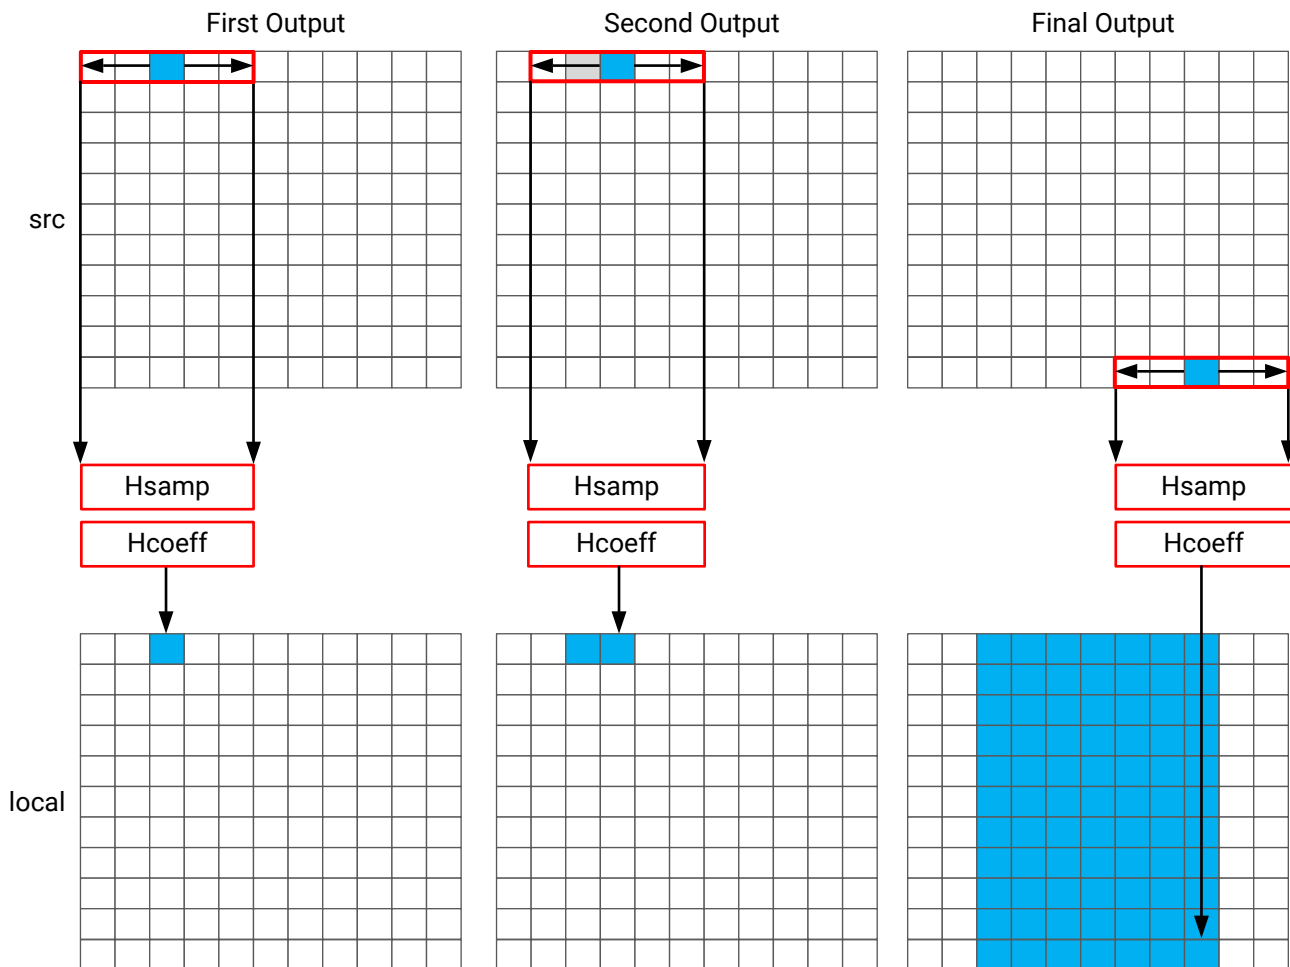 First Output
Second Output
Final Output
src
Hsamp
Hsamp
Hsamp
Hcoeff
Hcoeff
Hcoeff
local